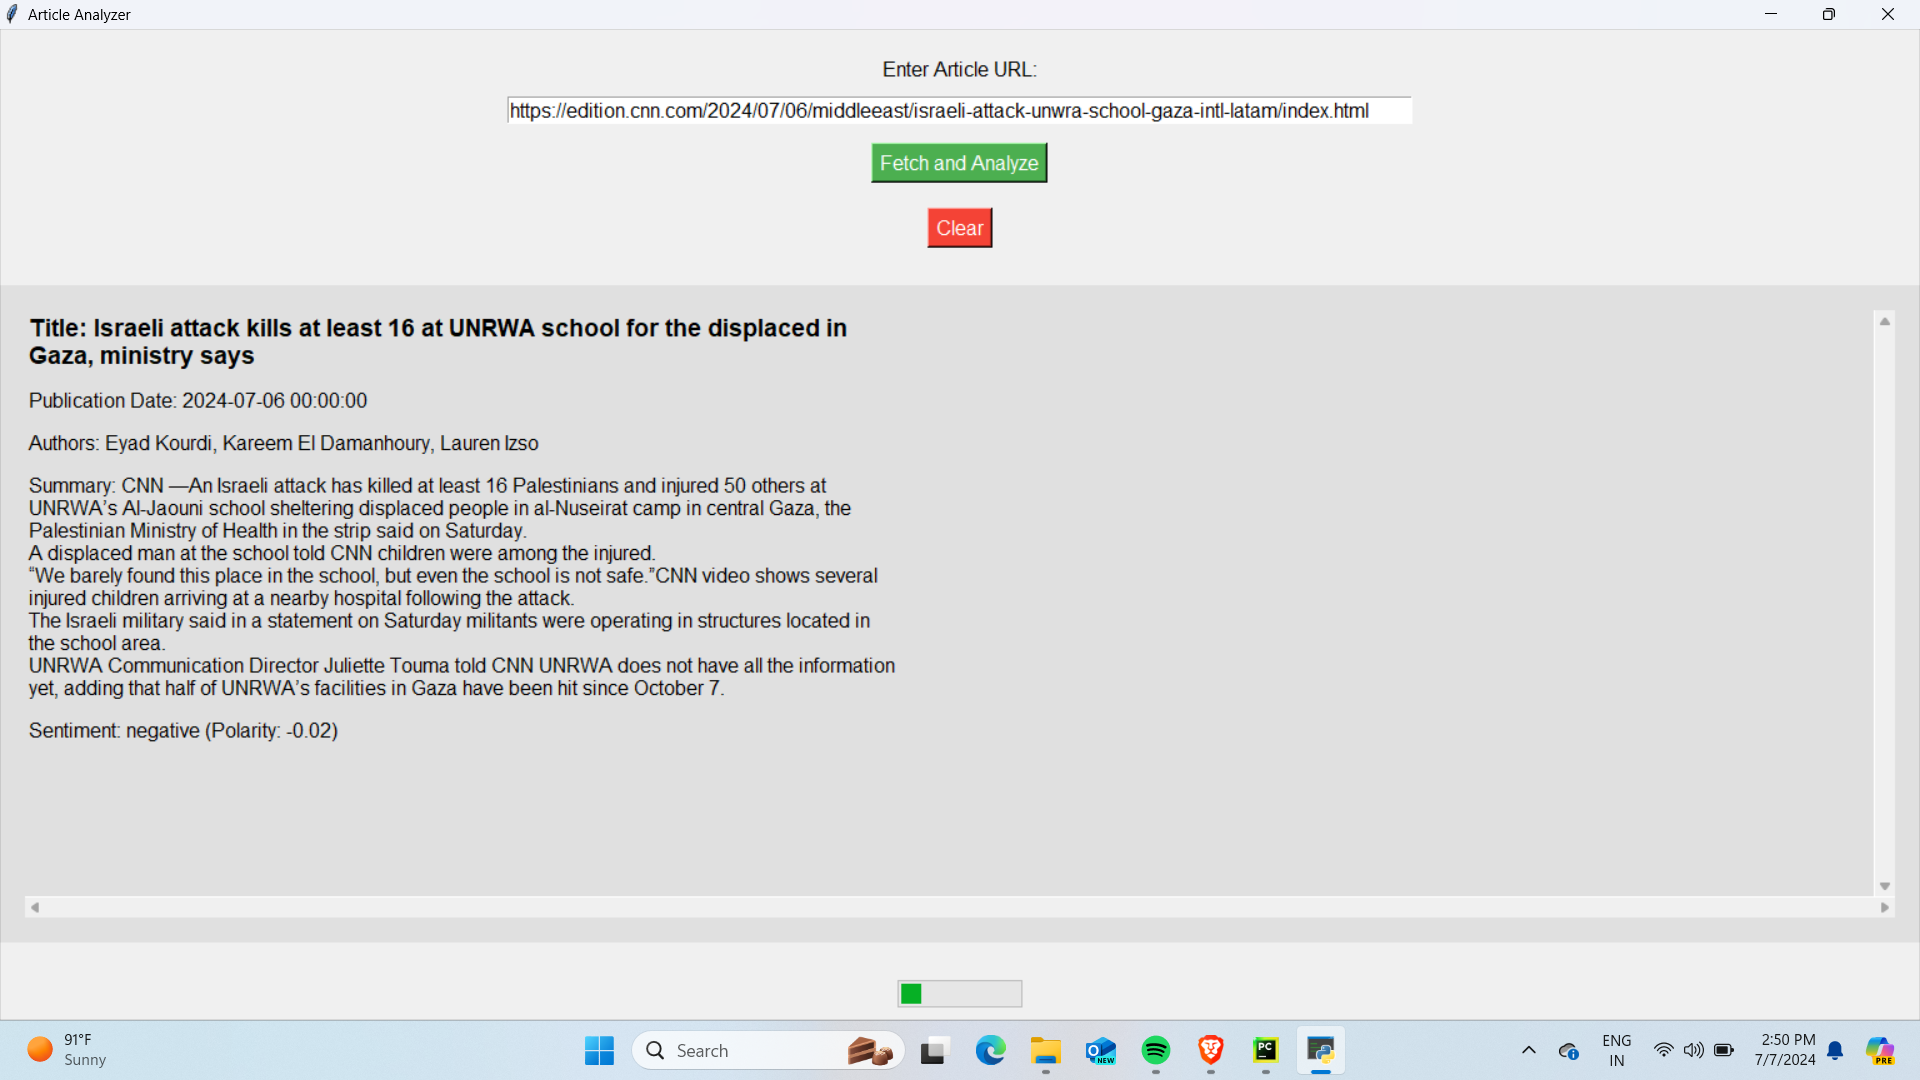 Article Analyzer
Enter Article URL:
https://edition.cnn.com/2024/07/06/middleeast/israeli-attack-unwra-school-gaza-intl-latam/index.html
Fetch and Analyze
Clear
Title: Israeli attack kills at least 16 at UNRWA school for the displaced in
Gaza, ministry says
Publication Date: 2024-07-06 00:00:00
Authors: Eyad Kourdi, Kareem El Damanhoury, Lauren Izso
Summary: CNN —An Israeli attack has killed at least 16 Palestinians and injured 50 others at
UNRWA’s Al-Jaouni school sheltering displaced people in al-Nuseirat camp in central Gaza, the
Palestinian Ministry of Health in the strip said on Saturday.
A displaced man at the school told CNN children were among the injured.
“We barely found this place in the school, but even the school is not safe.”CNN video shows several
injured children arriving at a nearby hospital following the attack.
The Israeli military said in a statement on Saturday militants were operating in structures located in
the school area.
UNRWA Communication Director Juliette Touma told CNN UNRWA does not have all the information
yet, adding that half of UNRWA’s facilities in Gaza have been hit since October 7.
Sentiment: negative (Polarity: -0.02)
91°F
Sunny
Search
NEW
PC
ENG
IN
2:50 PM
7/7/2024
PRE